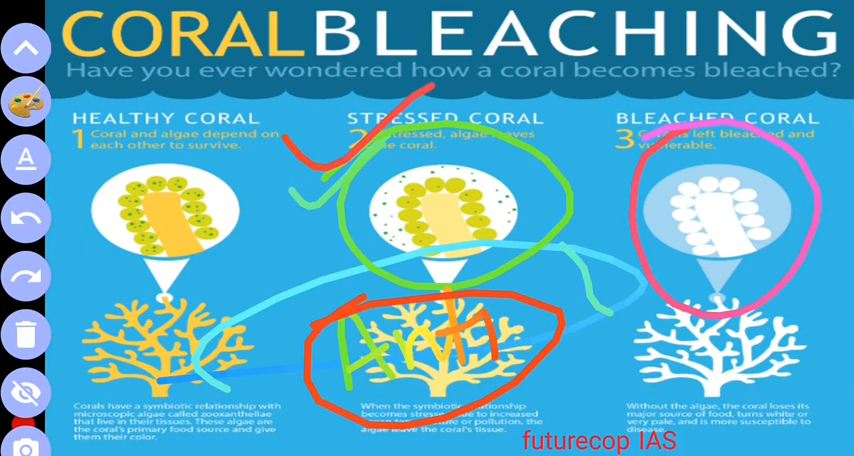 CORAL BLEACHING
Have you ever wondered how a coral becomes bleached?
HEALTHY CORAL
1 Coral and algae depend on
each other to survive.
STRESSED CORAL
2 stressed, algae leaves
the coral.
BLEACHED CORAL
3 Coral is left bleached and
vulnerable.
Corals have a symbiotic relationship with
microscopic algae called zooxanthellae
that live in their tissues. These algae are
the coral's primary food source and give
them their color.
When the symbiotic relationship
becomes stressed due to increased
ocean temperature or pollution, the
algae leave the coral's tissue.
Without the algae, the coral loses its
major source of food, turns white or
very pale, and is more susceptible to
disease.
futurecop IAS